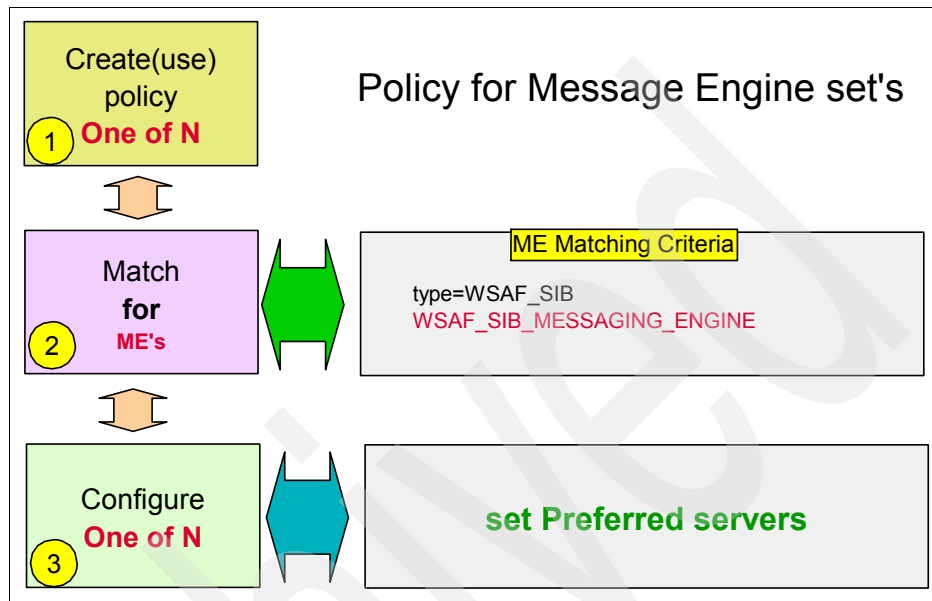 Create(use)
policy
One of N
1
Policy for Message Engine set's
Match
for
ME's
2
ME Matching Criteria
type=WSAF_SIB
WSAF_SIB_MESSAGING_ENGINE
Configure
One of N
3
set Preferred servers